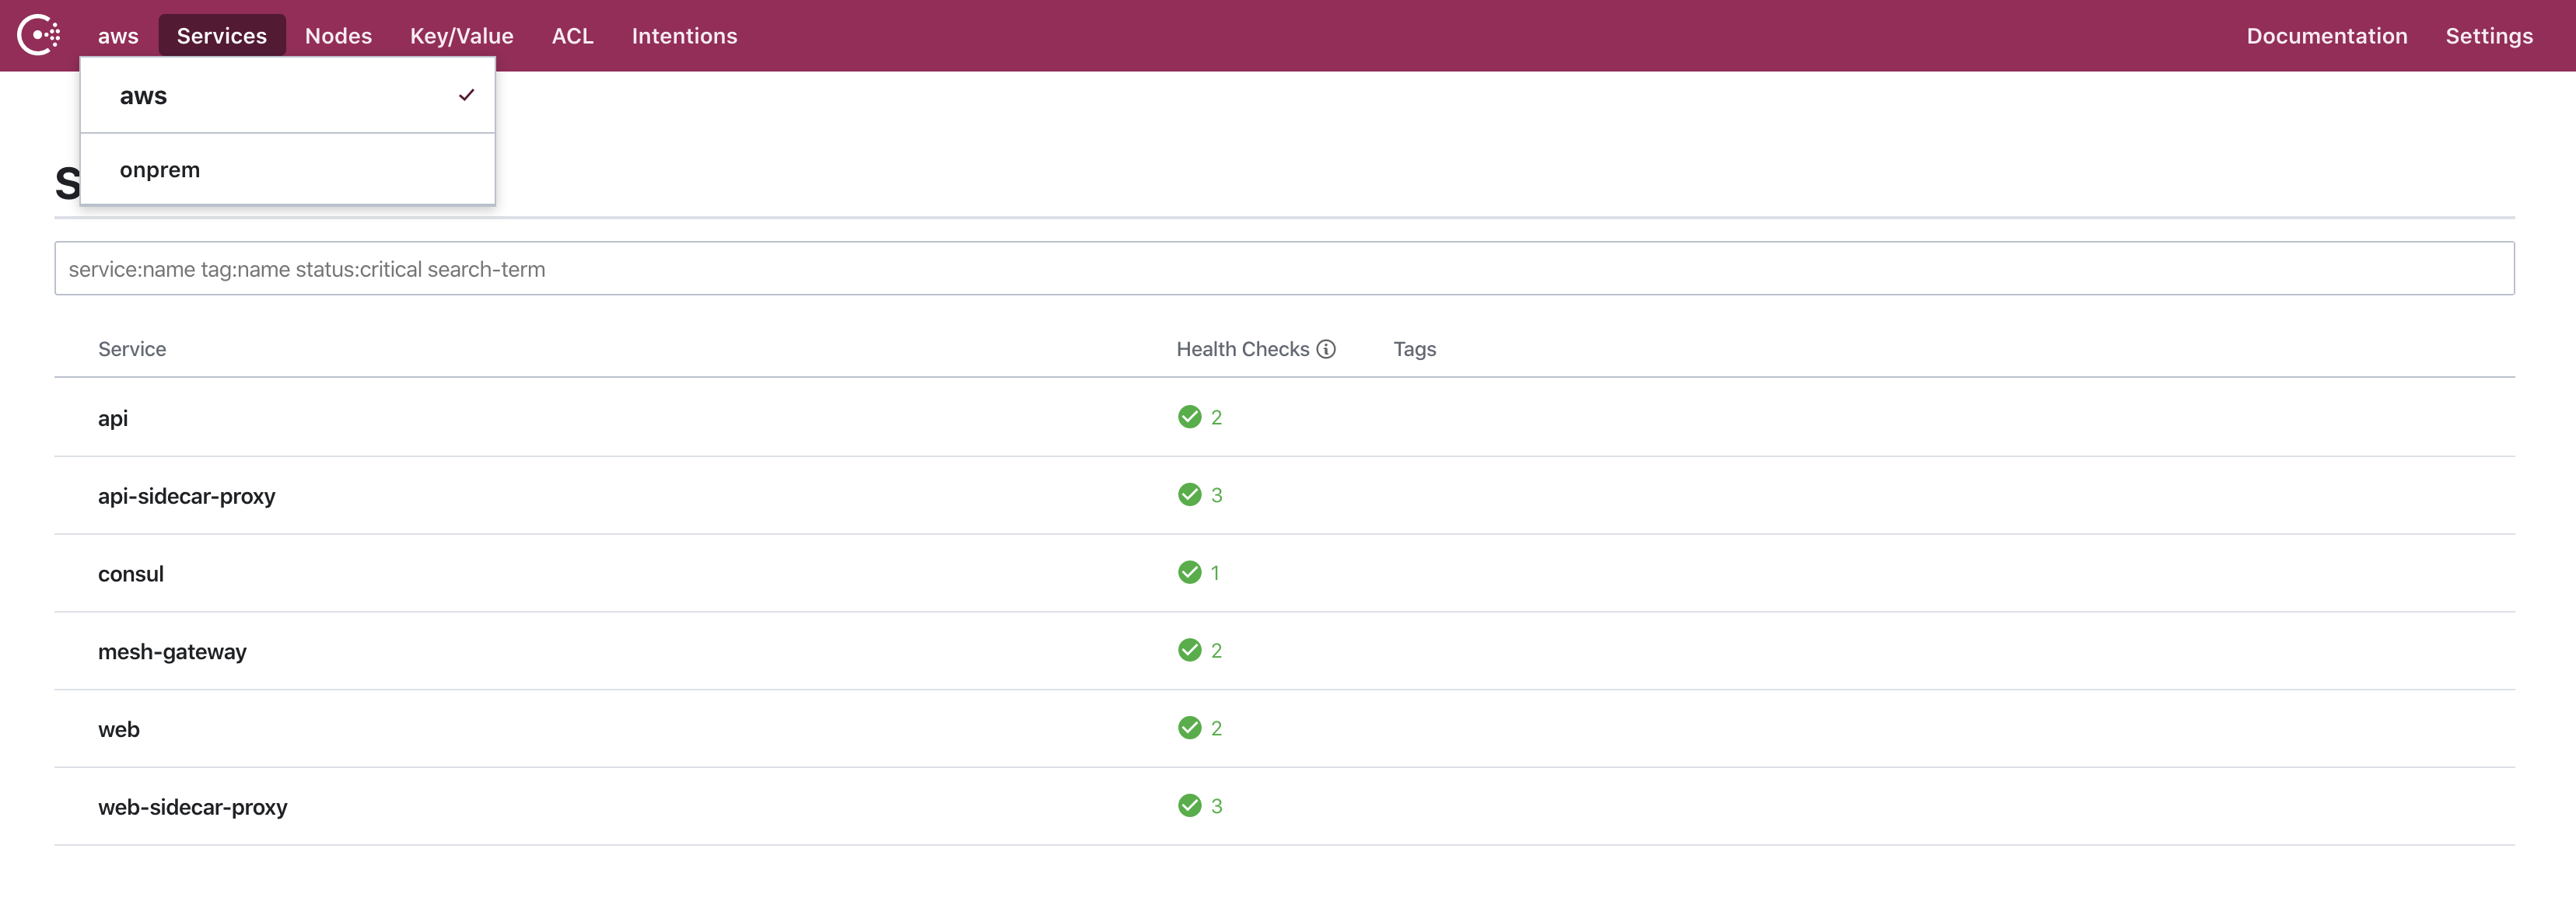 aws Services Nodes Key/Value ACL Intentions Documentation Settings
aws
onprem
service:name tag:name status:critical search-term
Service Health Checks Tags
api 2
api-sidecar-proxy 3
consul 1
mesh-gateway 2
web 2
web-sidecar-proxy 3